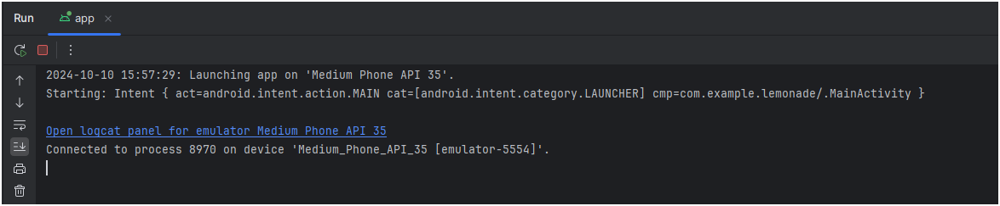 Run app
2024-10-10 15:57:29: Launching app on 'Medium Phone API 35'.
Starting: Intent { act=android.intent.action.MAIN cat=[android.intent.category.LAUNCHER] cmp=com.example.lemonade/.MainActivity }
Open logcat panel for emulator Medium Phone API 35
Connected to process 8970 on device 'Medium_Phone_API_35 [emulator-5554]'.